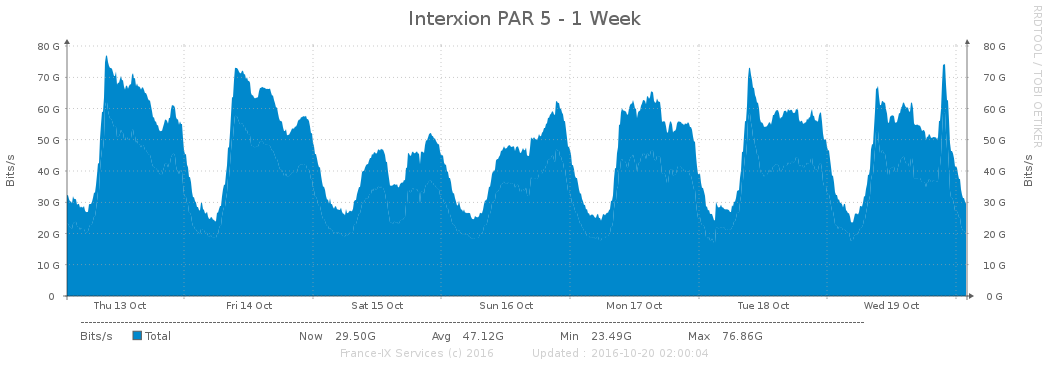 Interxion PAR 5 - 1 Week
RRDTOOL / TOBI OETIKER
Bits/s
80 G
70 G
60 G
50 G
40 G
30 G
20 G
10 G
0
80 G
70 G
60 G
50 G
40 G
30 G
20 G
10 G
0 G
Bits/s
Thu 13 Oct Fri 14 Oct Sat 15 Oct Sun 16 Oct Mon 17 Oct Tue 18 Oct Wed 19 Oct
Bits/s Total Now 29.50G Avg 47.12G Min 23.49G Max 76.86G
France-IX Services (c) 2016 Updated : 2016-10-20 02:00:04